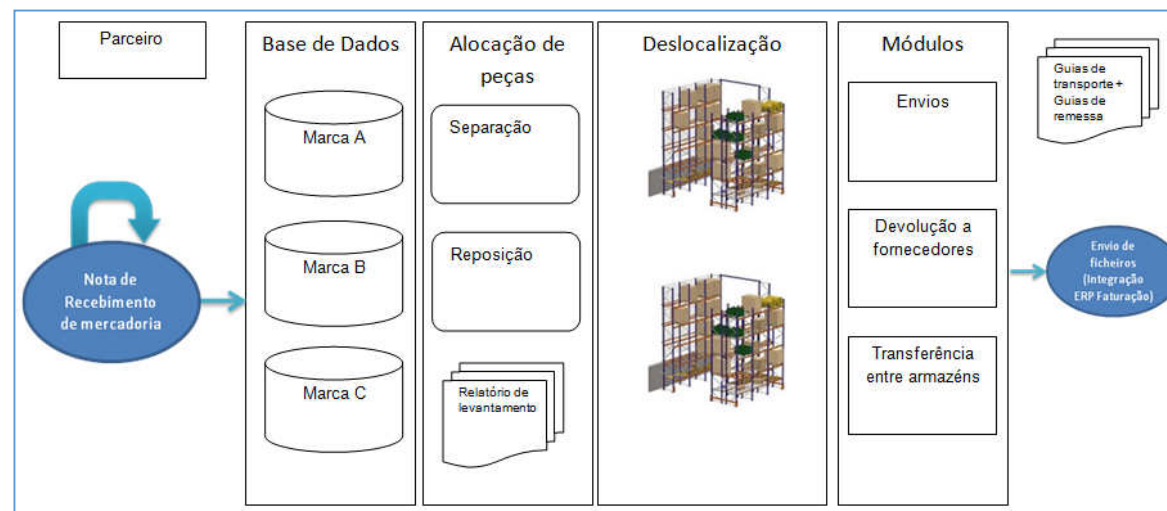 Parceiro
Base de Dados
Marca A
Marca B
Marca C
Nota de
Recebimento
de mercadoria
Alocação de
peças
Separação
Reposição
Relatório de
levantamento
Deslocalização
Módulos
Envios
Devolução a
fornecedores
Transferência
entre armazéns
Guias de
transporte +
Guias de
remessa
Envio de
ficheiros
(Integração
ERP Faturação)